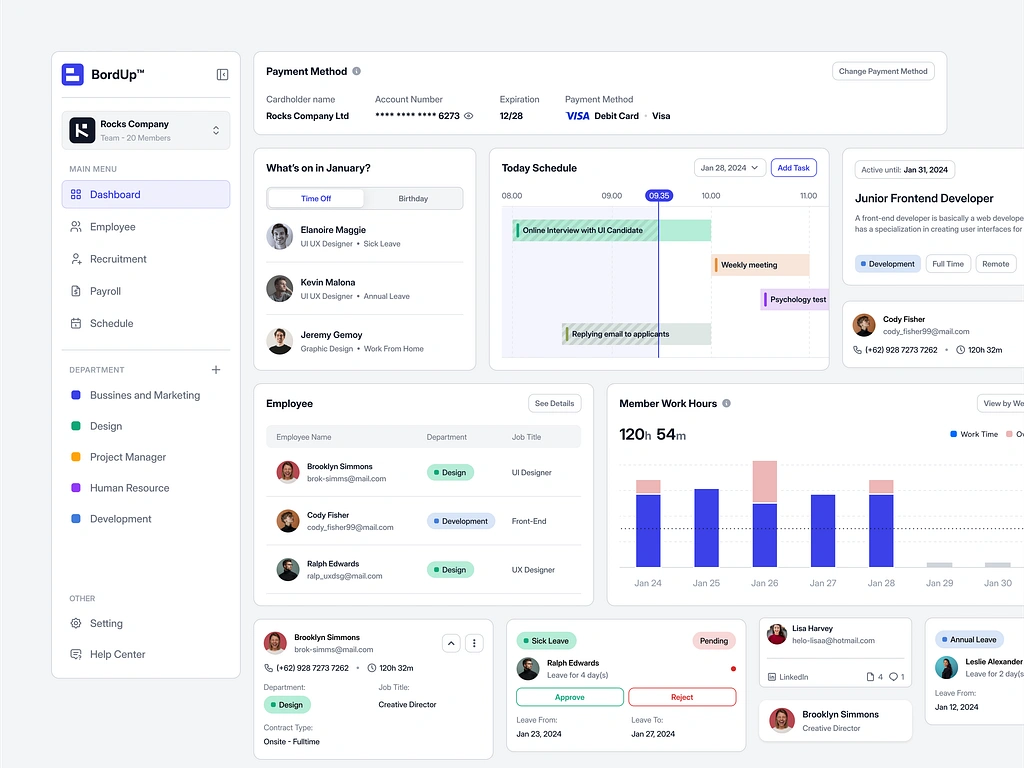 BordUp™
Rocks Company
Team - 20 Members
MAIN MENU
Dashboard
Employee
Recruitment
Payroll
Schedule
DEPARTMENT
Bussines and Marketing
Design
Project Manager
Human Resource
Development
OTHER
Setting
Help Center
Payment Method
Change Payment Method
Cardholder name
Account Number
Expiration
Payment Method
Rocks Company Ltd
**** **** **** 6273
12/28
VISA Debit Card · Visa
What's on in January?
Time Off
Birthday
Elanoire Maggie
UI UX Designer • Sick Leave
Kevin Malona
UI UX Designer • Annual Leave
Jeremy Gemoy
Graphic Design • Work From Home
Today Schedule
Jan 28, 2024
Add Task
08.00
09.00
09.35
10.00
11.00
Online Interview with UI Candidate
Weekly meeting
Psychology test
Replying email to applicants
Active until: Jan 31, 2024
Junior Frontend Developer
A front-end developer is basically a web develope
has a specialization in creating user interfaces for
Development
Full Time
Remote
Cody Fisher
cody_fisher99@mail.com
(+62) 928 7273 7262 • 120h 32m
Employee
See Details
Employee Name
Department
Job Title
Brooklyn Simmons
brok-simms@mail.com
Design
UI Designer
Cody Fisher
cody_fisher99@mail.com
Development
Front-End
Ralph Edwards
ralp_uxdsg@mail.com
Design
UX Designer
Member Work Hours
View by We
120h 54m
Work Time
Ov
Jan 24
Jan 25
Jan 26
Jan 27
Jan 28
Jan 29
Jan 30
Brooklyn Simmons
brok-simms@mail.com
(+62) 928 7273 7262 • 120h 32m
Department:
Job Title:
Design
Creative Director
Contract Type:
Onsite - Fulltime
Sick Leave
Pending
Ralph Edwards
Leave for 4 day(s)
Approve
Reject
Leave From:
Leave To:
Jan 23, 2024
Jan 27, 2024
Lisa Harvey
helo-lisaa@hotmail.com
LinkedIn
4
1
Brooklyn Simmons
Creative Director
Annual Leave
Leslie Alexander
Leave for 2 day(s
Leave From:
Jan 12, 2024